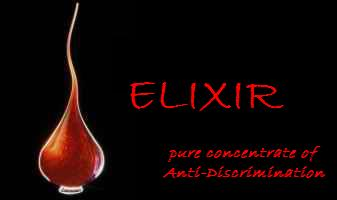 ELIXIR
pure concentrate of
Anti-Discrimination